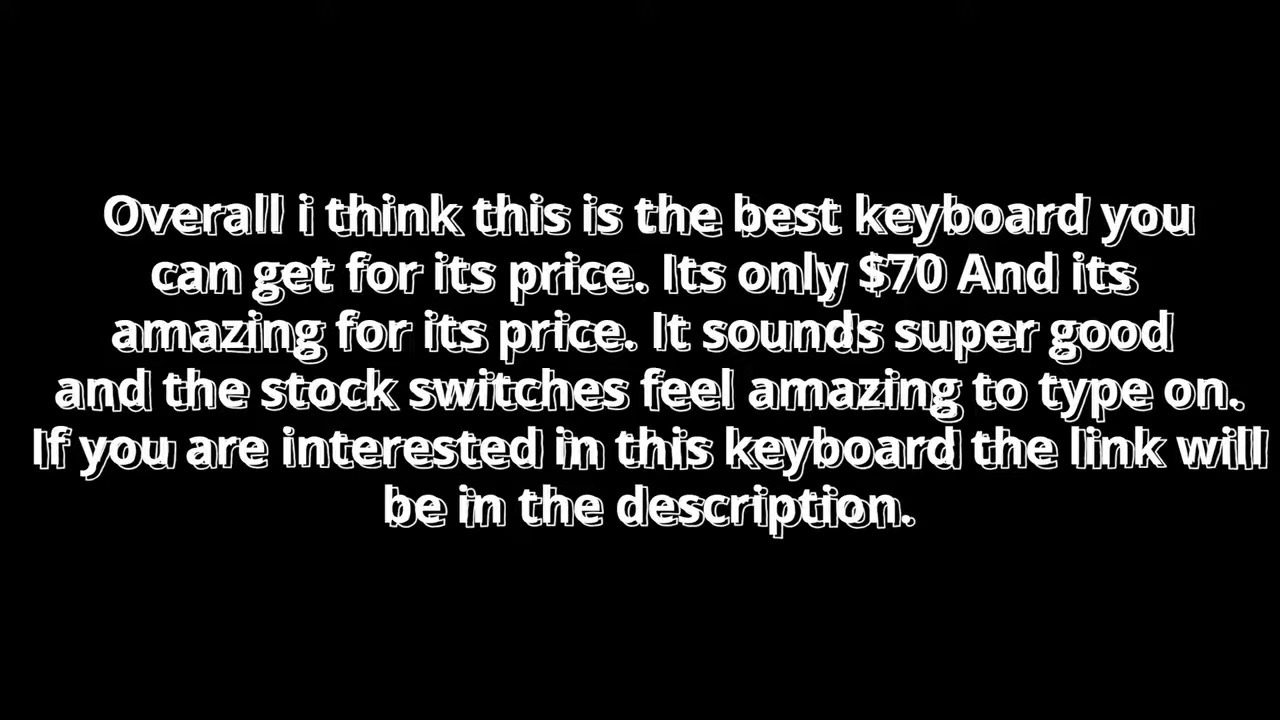 Overall i think this is the best keyboard you
can get for its price. Its only $70 And its
amazing for its price. It sounds super good
and the stock switches feel amazing to type on.
If you are interested in this keyboard the link will
be in the description.